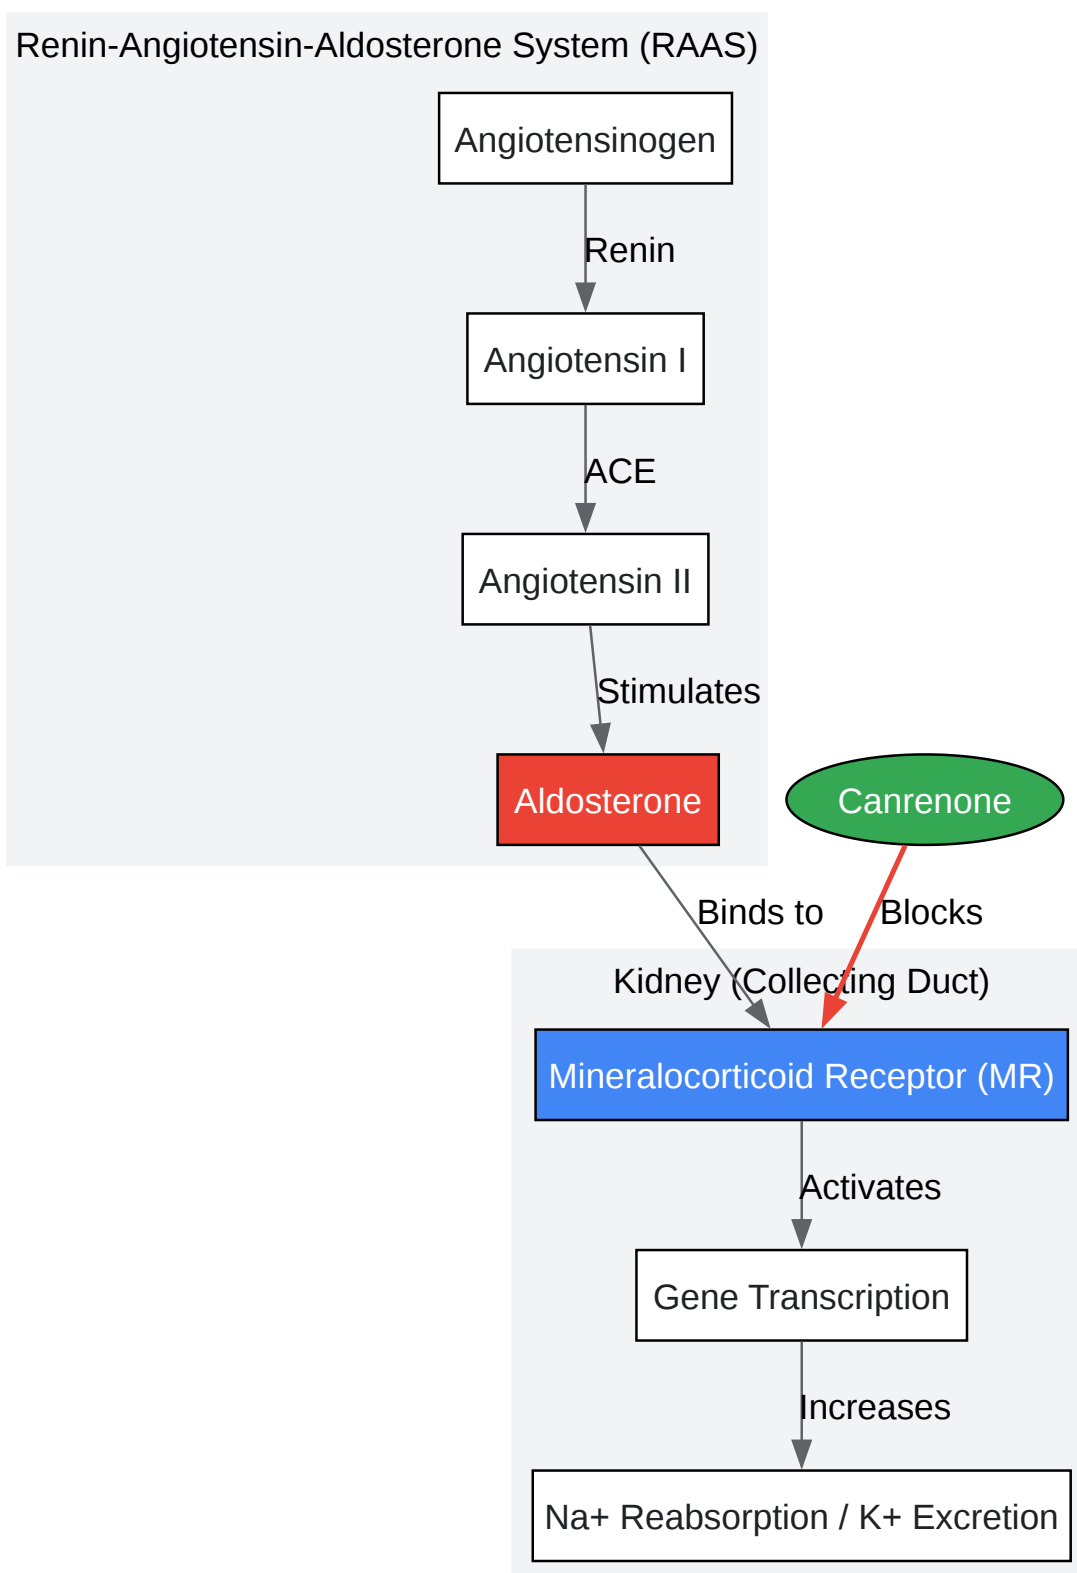 Renin-Angiotensin-Aldosterone System (RAAS)
Angiotensinogen
Renin
Angiotensin I
ACE
Angiotensin II
Stimulates
Aldosterone
Canrenone
Binds to
Blocks
Kidney (Collecting Duct)
Mineralocorticoid Receptor (MR)
Activates
Gene Transcription
Increases
Na+ Reabsorption / K+ Excretion